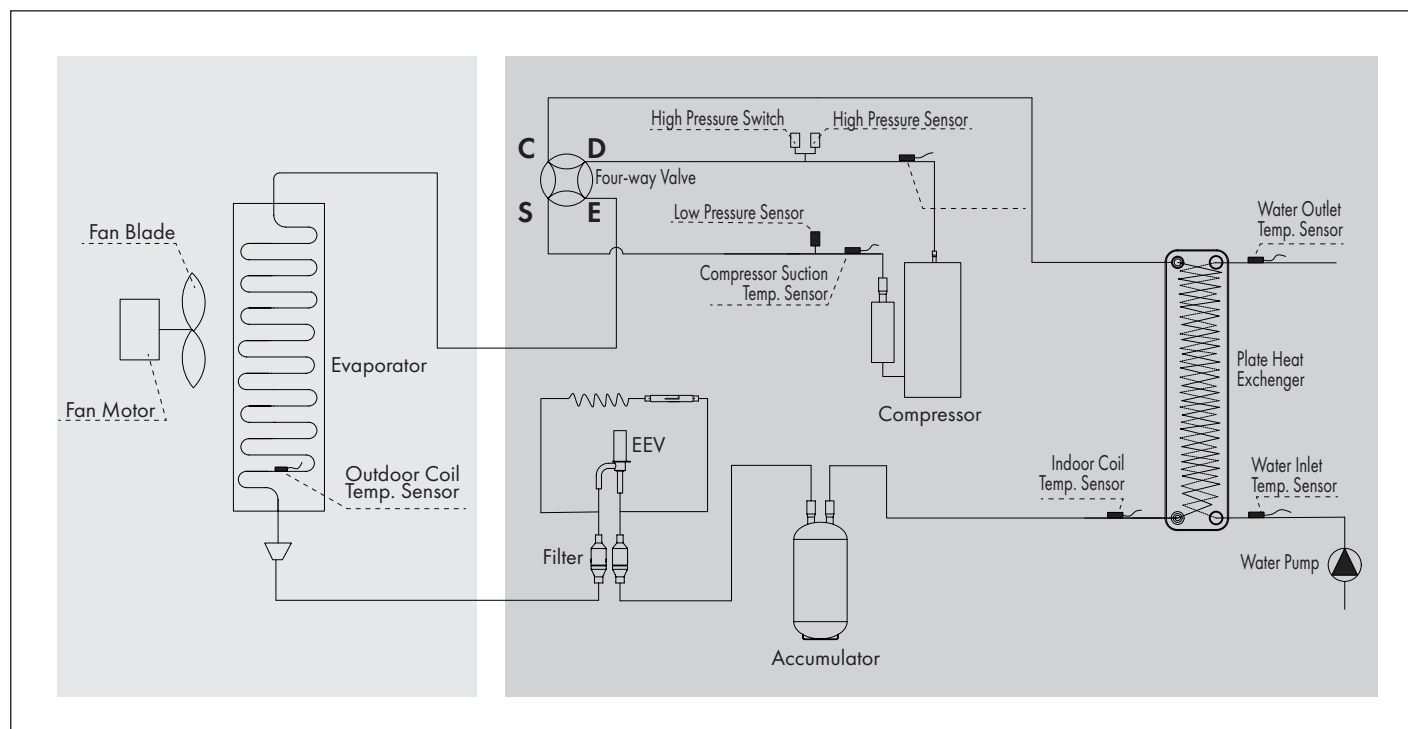 High Pressure Switch
High Pressure Sensor
C
D
Four-way Valve
S
E
Low Pressure Sensor
Water Outlet
Temp. Sensor
Fan Blade
Compressor Suction
Temp. Sensor
Evaporator
Plate Heat
Exchenger
Fan Motor
Compressor
EEV
Outdoor Coil
Temp. Sensor
Indoor Coil
Temp. Sensor
Water Inlet
Temp. Sensor
Filter
Water Pump
Accumulator